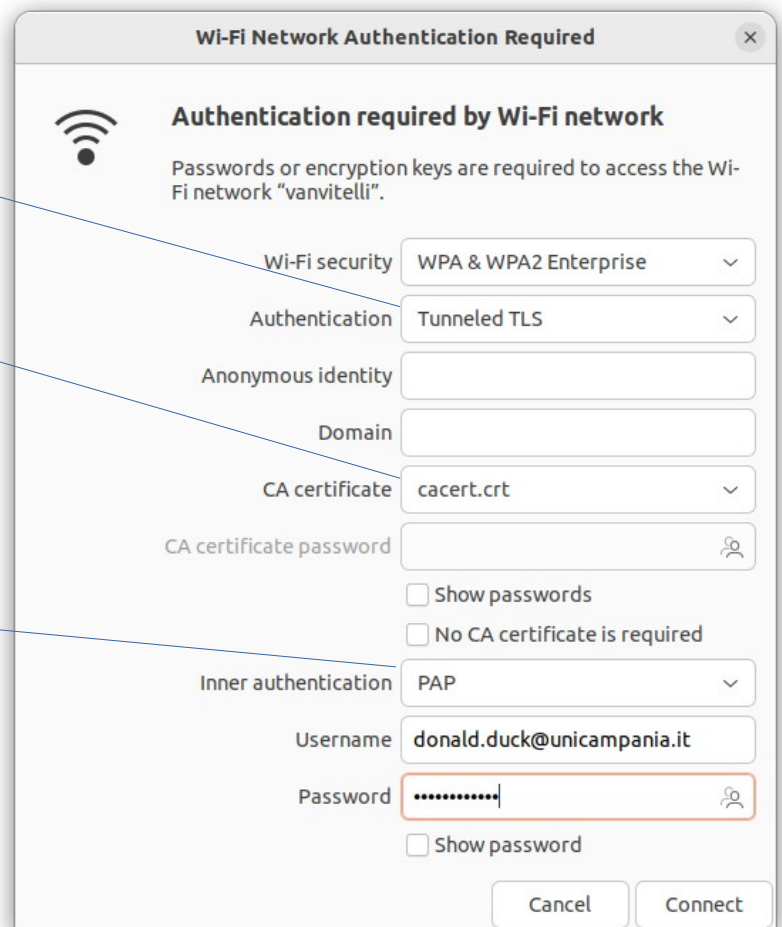 Wi-Fi Network Authentication Required
Authentication required by Wi-Fi network
Passwords or encryption keys are required to access the Wi-
Fi network “vanvitelli”.
Wi-Fi security WPA & WPA2 Enterprise
Authentication Tunneled TLS
Anonymous identity
Domain
CA certificate cacert.crt
CA certificate password
Show passwords
No CA certificate is required
Inner authentication PAP
Username donald.duck@unicampania.it
Password ••••••••••••
Show password
Cancel Connect